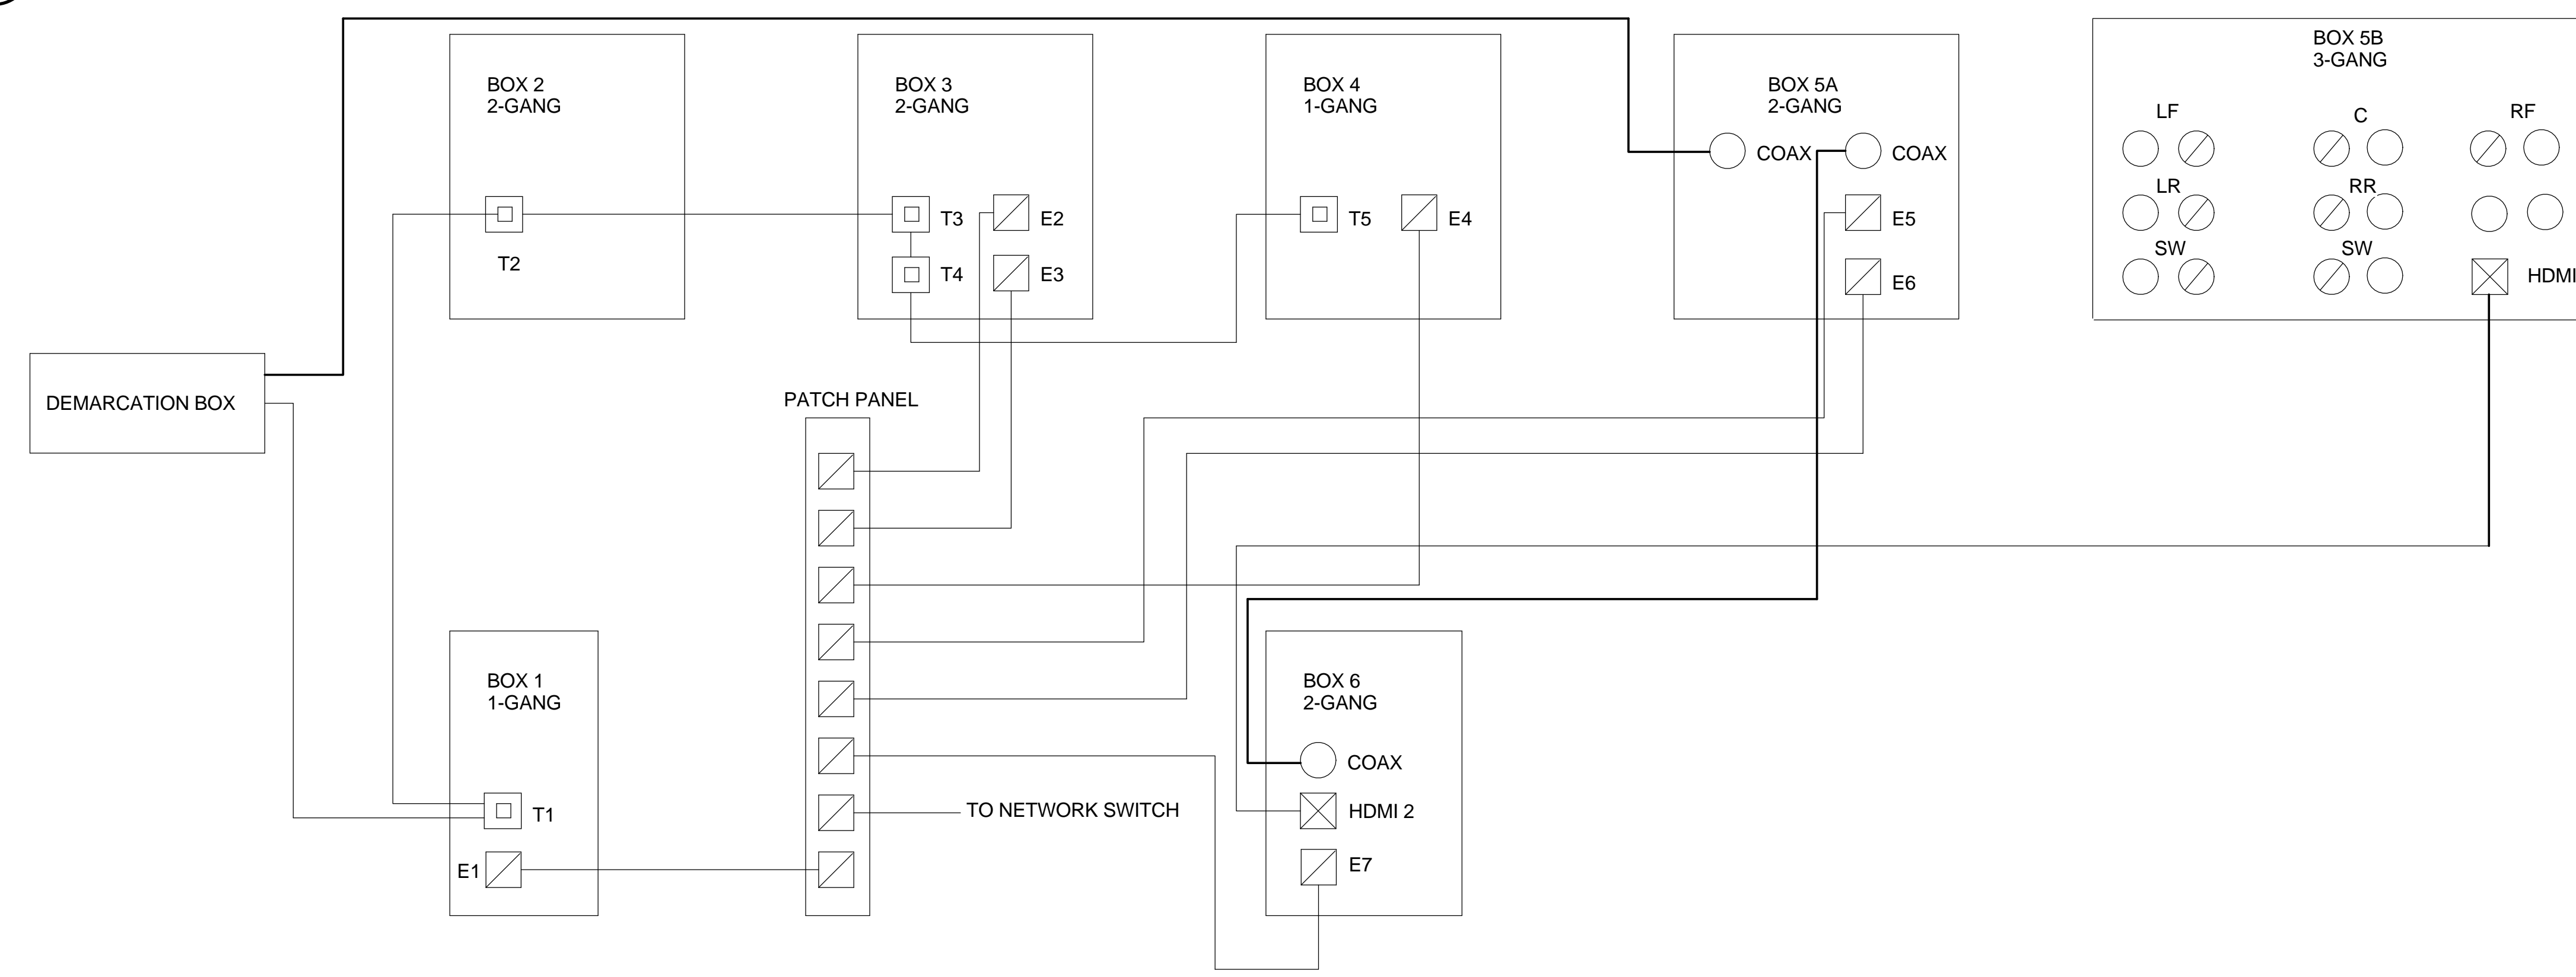 BOX 2
2-GANG
T2
BOX 3
2-GANG
T3
E2
T4
E3
BOX 4
1-GANG
T5
E4
BOX 5A
2-GANG
COAX
COAX
E5
E6
BOX 5B
3-GANG
LF
C
RF
LR
RR
SW
SW
HDMI
DEMARCATION BOX
PATCH PANEL
BOX 1
1-GANG
T1
E1
TO NETWORK SWITCH
BOX 6
2-GANG
COAX
HDMI 2
E7